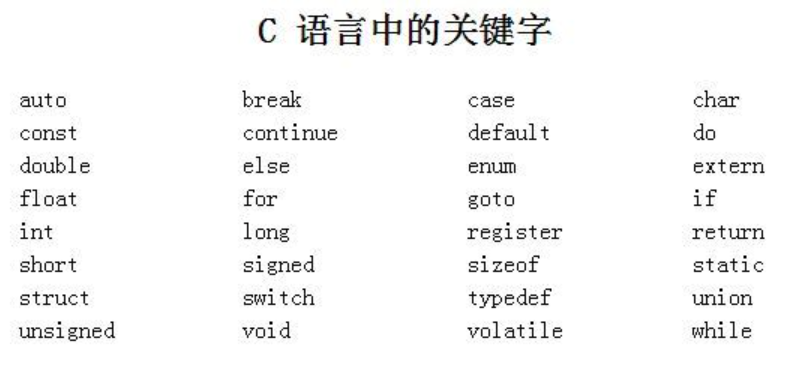 C 语言中的关键字
auto break case char
const continue default do
double else enum extern
float for goto if
int long register return
short signed sizeof static
struct switch typedef union
unsigned void volatile while